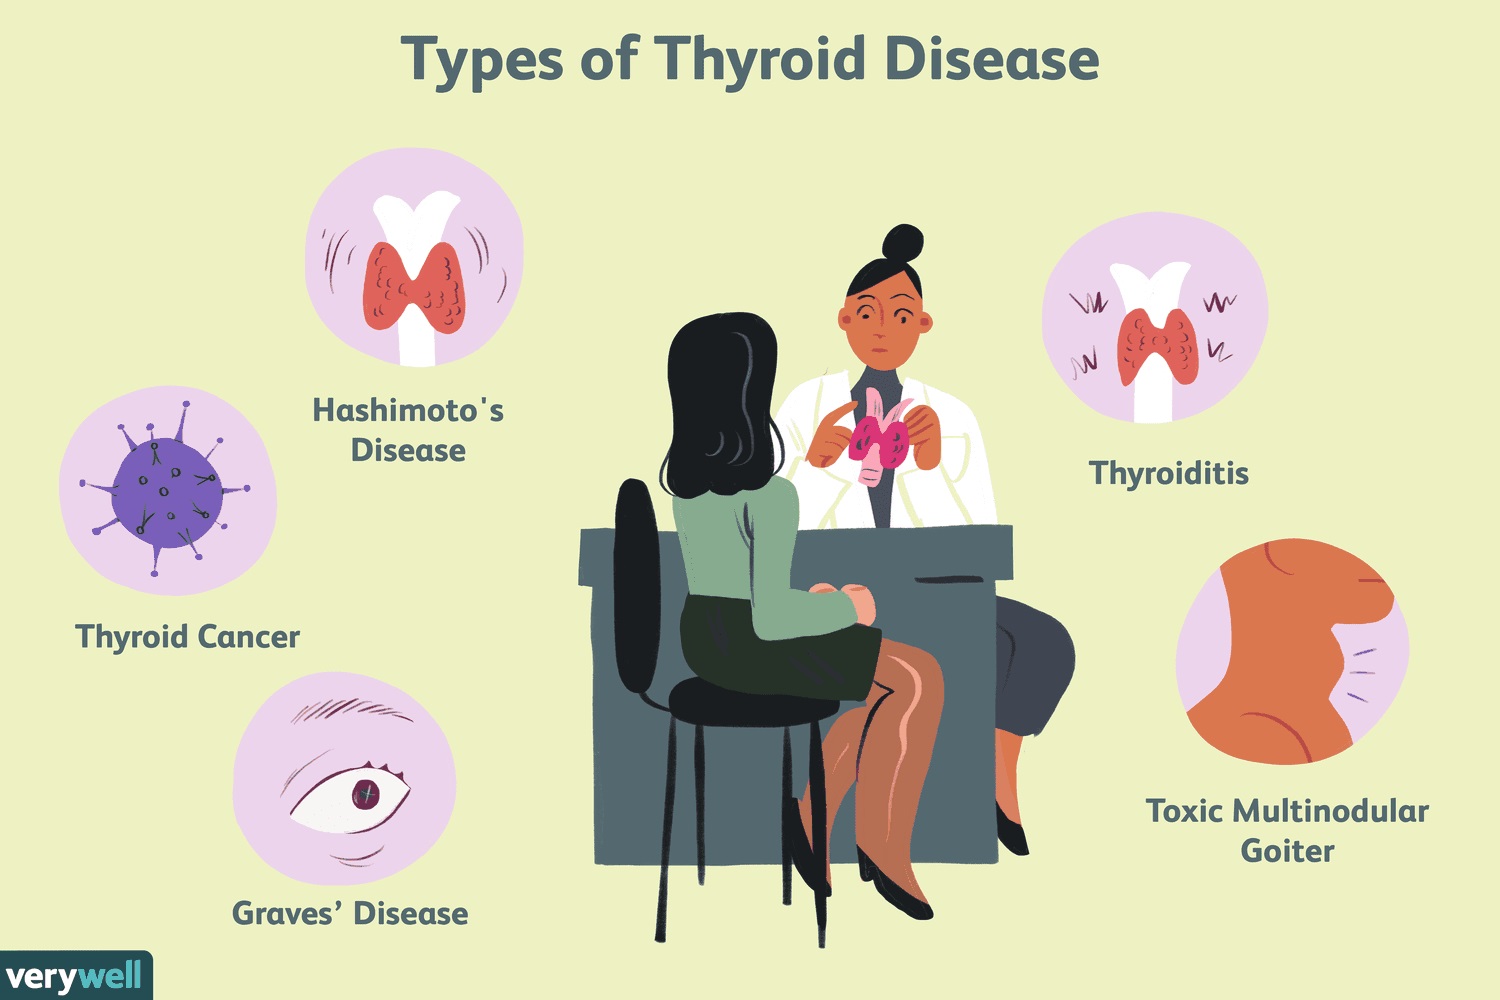 Types of Thyroid Disease
Hashimoto's
Disease
Thyroiditis
Thyroid Cancer
Toxic Multinodular
Goiter
Graves’ Disease
verywell